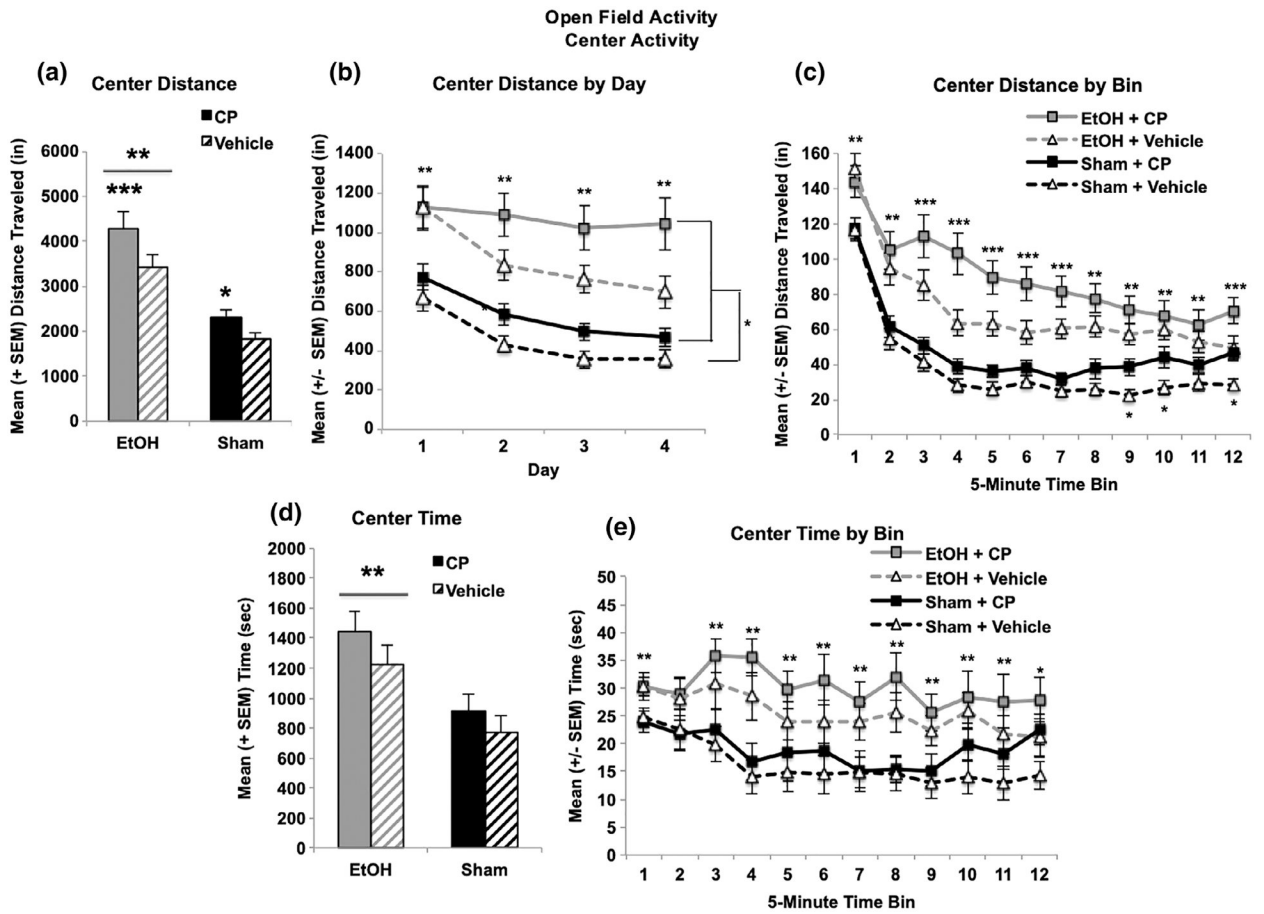 Open Field Activity
Center Activity
(a)
Center Distance
CP
Vehicle
Mean (+ SEM) Distance Traveled (in)
6000
5000
4000
3000
2000
1000
0
**
***
*
EtOH Sham
(b)
Center Distance by Day
Mean (+/- SEM) Distance Traveled (in)
1400
1200
1000
800
600
400
200
0
** ** ** **
*
1 2 3 4
Day
(c)
Center Distance by Bin
EtOH + CP
EtOH + Vehicle
Sham + CP
Sham + Vehicle
Mean (+/- SEM) Distance Traveled (in)
160
140
120
100
80
60
40
20
0
** ** *** *** *** *** *** ** ** ** ** ***
* * *
1 2 3 4 5 6 7 8 9 10 11 12
5-Minute Time Bin
(d)
Center Time
CP
Vehicle
Mean (+ SEM) Time (sec)
2000
1800
1600
1400
1200
1000
800
600
400
200
0
**
EtOH Sham
(e)
Center Time by Bin
EtOH + CP
EtOH + Vehicle
Sham + CP
Sham + Vehicle
Mean (+/- SEM) Time (sec)
50
45
40
35
30
25
20
15
10
5
0
** ** ** ** ** ** ** ** ** ** *
1 2 3 4 5 6 7 8 9 10 11 12
5-Minute Time Bin